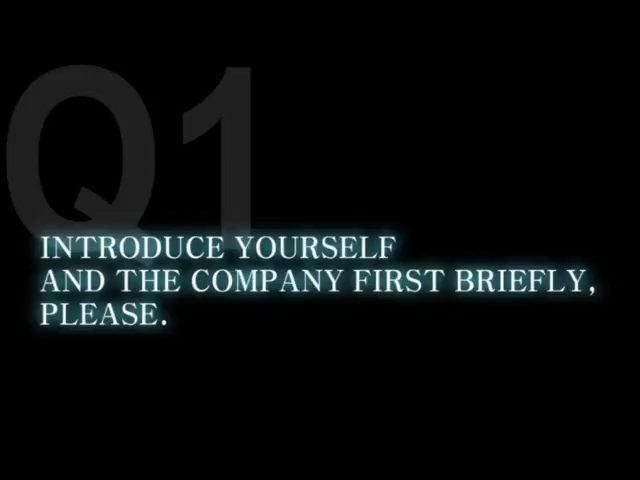 Q1
INTRODUCE YOURSELF
AND THE COMPANY FIRST BRIEFLY,
PLEASE.